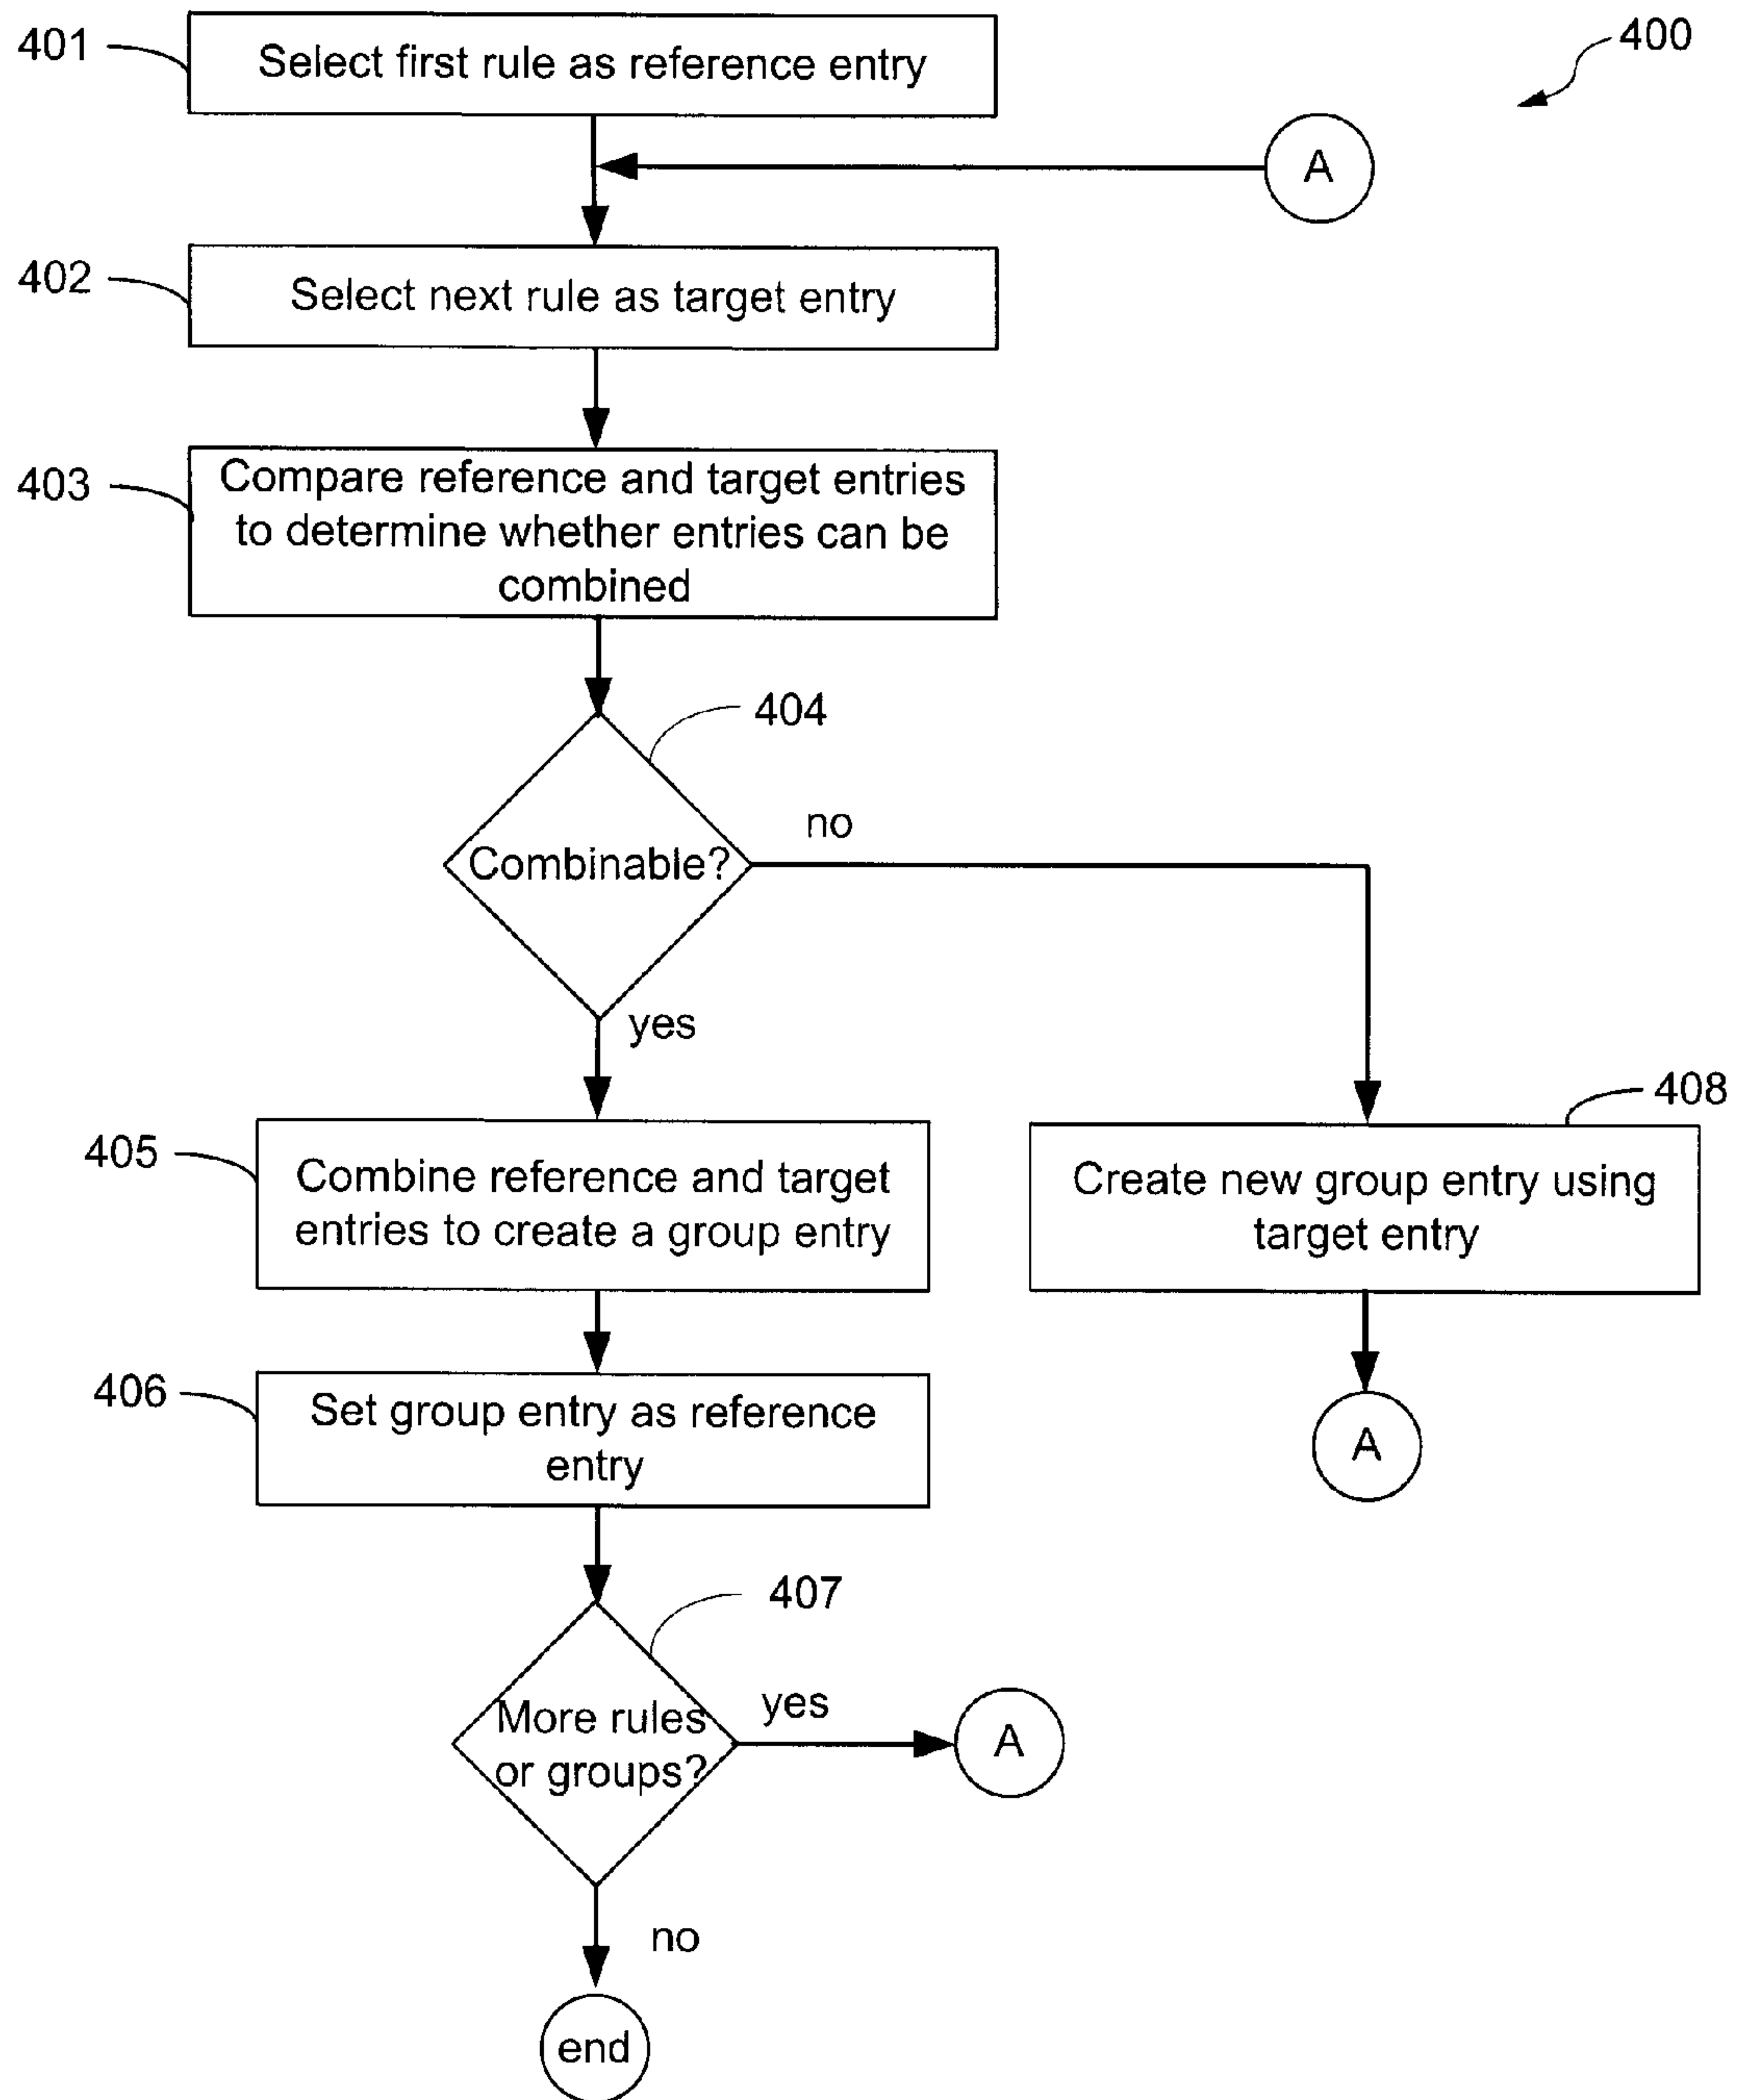 401
Select first rule as reference entry
400
A
402
Select next rule as target entry
403
Compare reference and target entries
to determine whether entries can be
combined
404
Combinable?
no
yes
405
Combine reference and target
entries to create a group entry
408
Create new group entry using
target entry
406
Set group entry as reference
entry
A
407
More rules
or groups?
yes
A
no
end